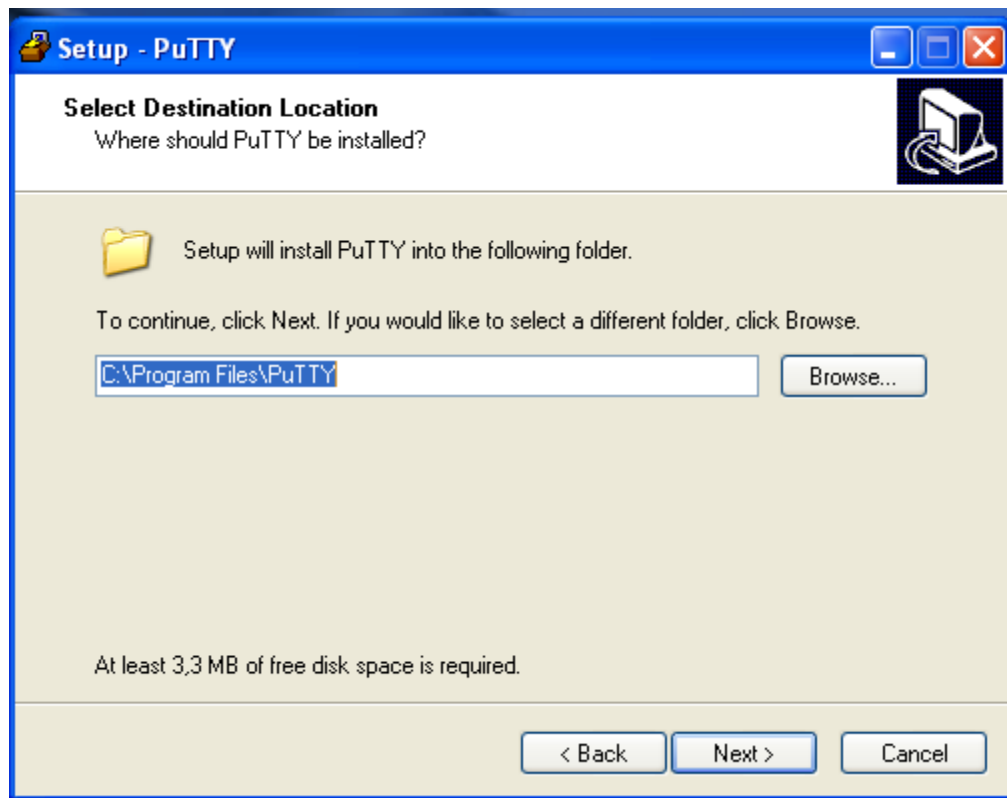 Setup - PuTTY
Select Destination Location
Where should PuTTY be installed?
Setup will install PuTTY into the following folder.
To continue, click Next. If you would like to select a different folder, click Browse.
C:\Program Files\PuTTY
Browse...
At least 3,3 MB of free disk space is required.
< Back
Next >
Cancel